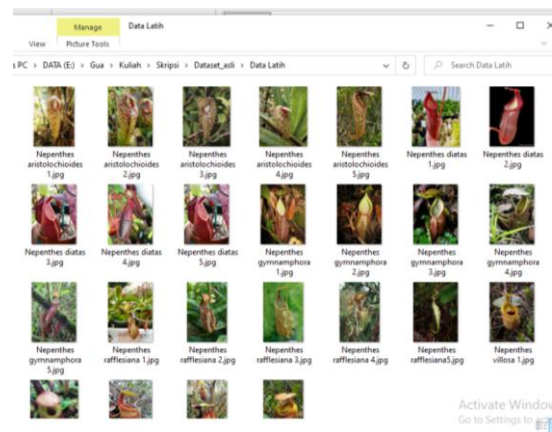 Manage
Data Latih
View
Picture Tools
s PC > DATA (E:) > Gua > Kuliah > Skripsi > Dataset_asli > Data Latih
Search Data Latih
Nepenthes aristolochioides 1.jpg
Nepenthes aristolochioides 2.jpg
Nepenthes aristolochioides 3.jpg
Nepenthes aristolochioides 4.jpg
Nepenthes aristolochioides 5.jpg
Nepenthes diatas 1.jpg
Nepenthes diatas 2.jpg
Nepenthes diatas 3.jpg
Nepenthes diatas 4.jpg
Nepenthes diatas 5.jpg
Nepenthes gymnamphora 1.jpg
Nepenthes gymnamphora 2.jpg
Nepenthes gymnamphora 3.jpg
Nepenthes gymnamphora 4.jpg
Nepenthes gymnamphora 5.jpg
Nepenthes rafflesiana 1.jpg
Nepenthes rafflesiana 2.jpg
Nepenthes rafflesiana 3.jpg
Nepenthes rafflesiana 4.jpg
Nepenthes rafflesiana5.jpg
Nepenthes villosa 1.jpg
Activate Window
Go to Settings to